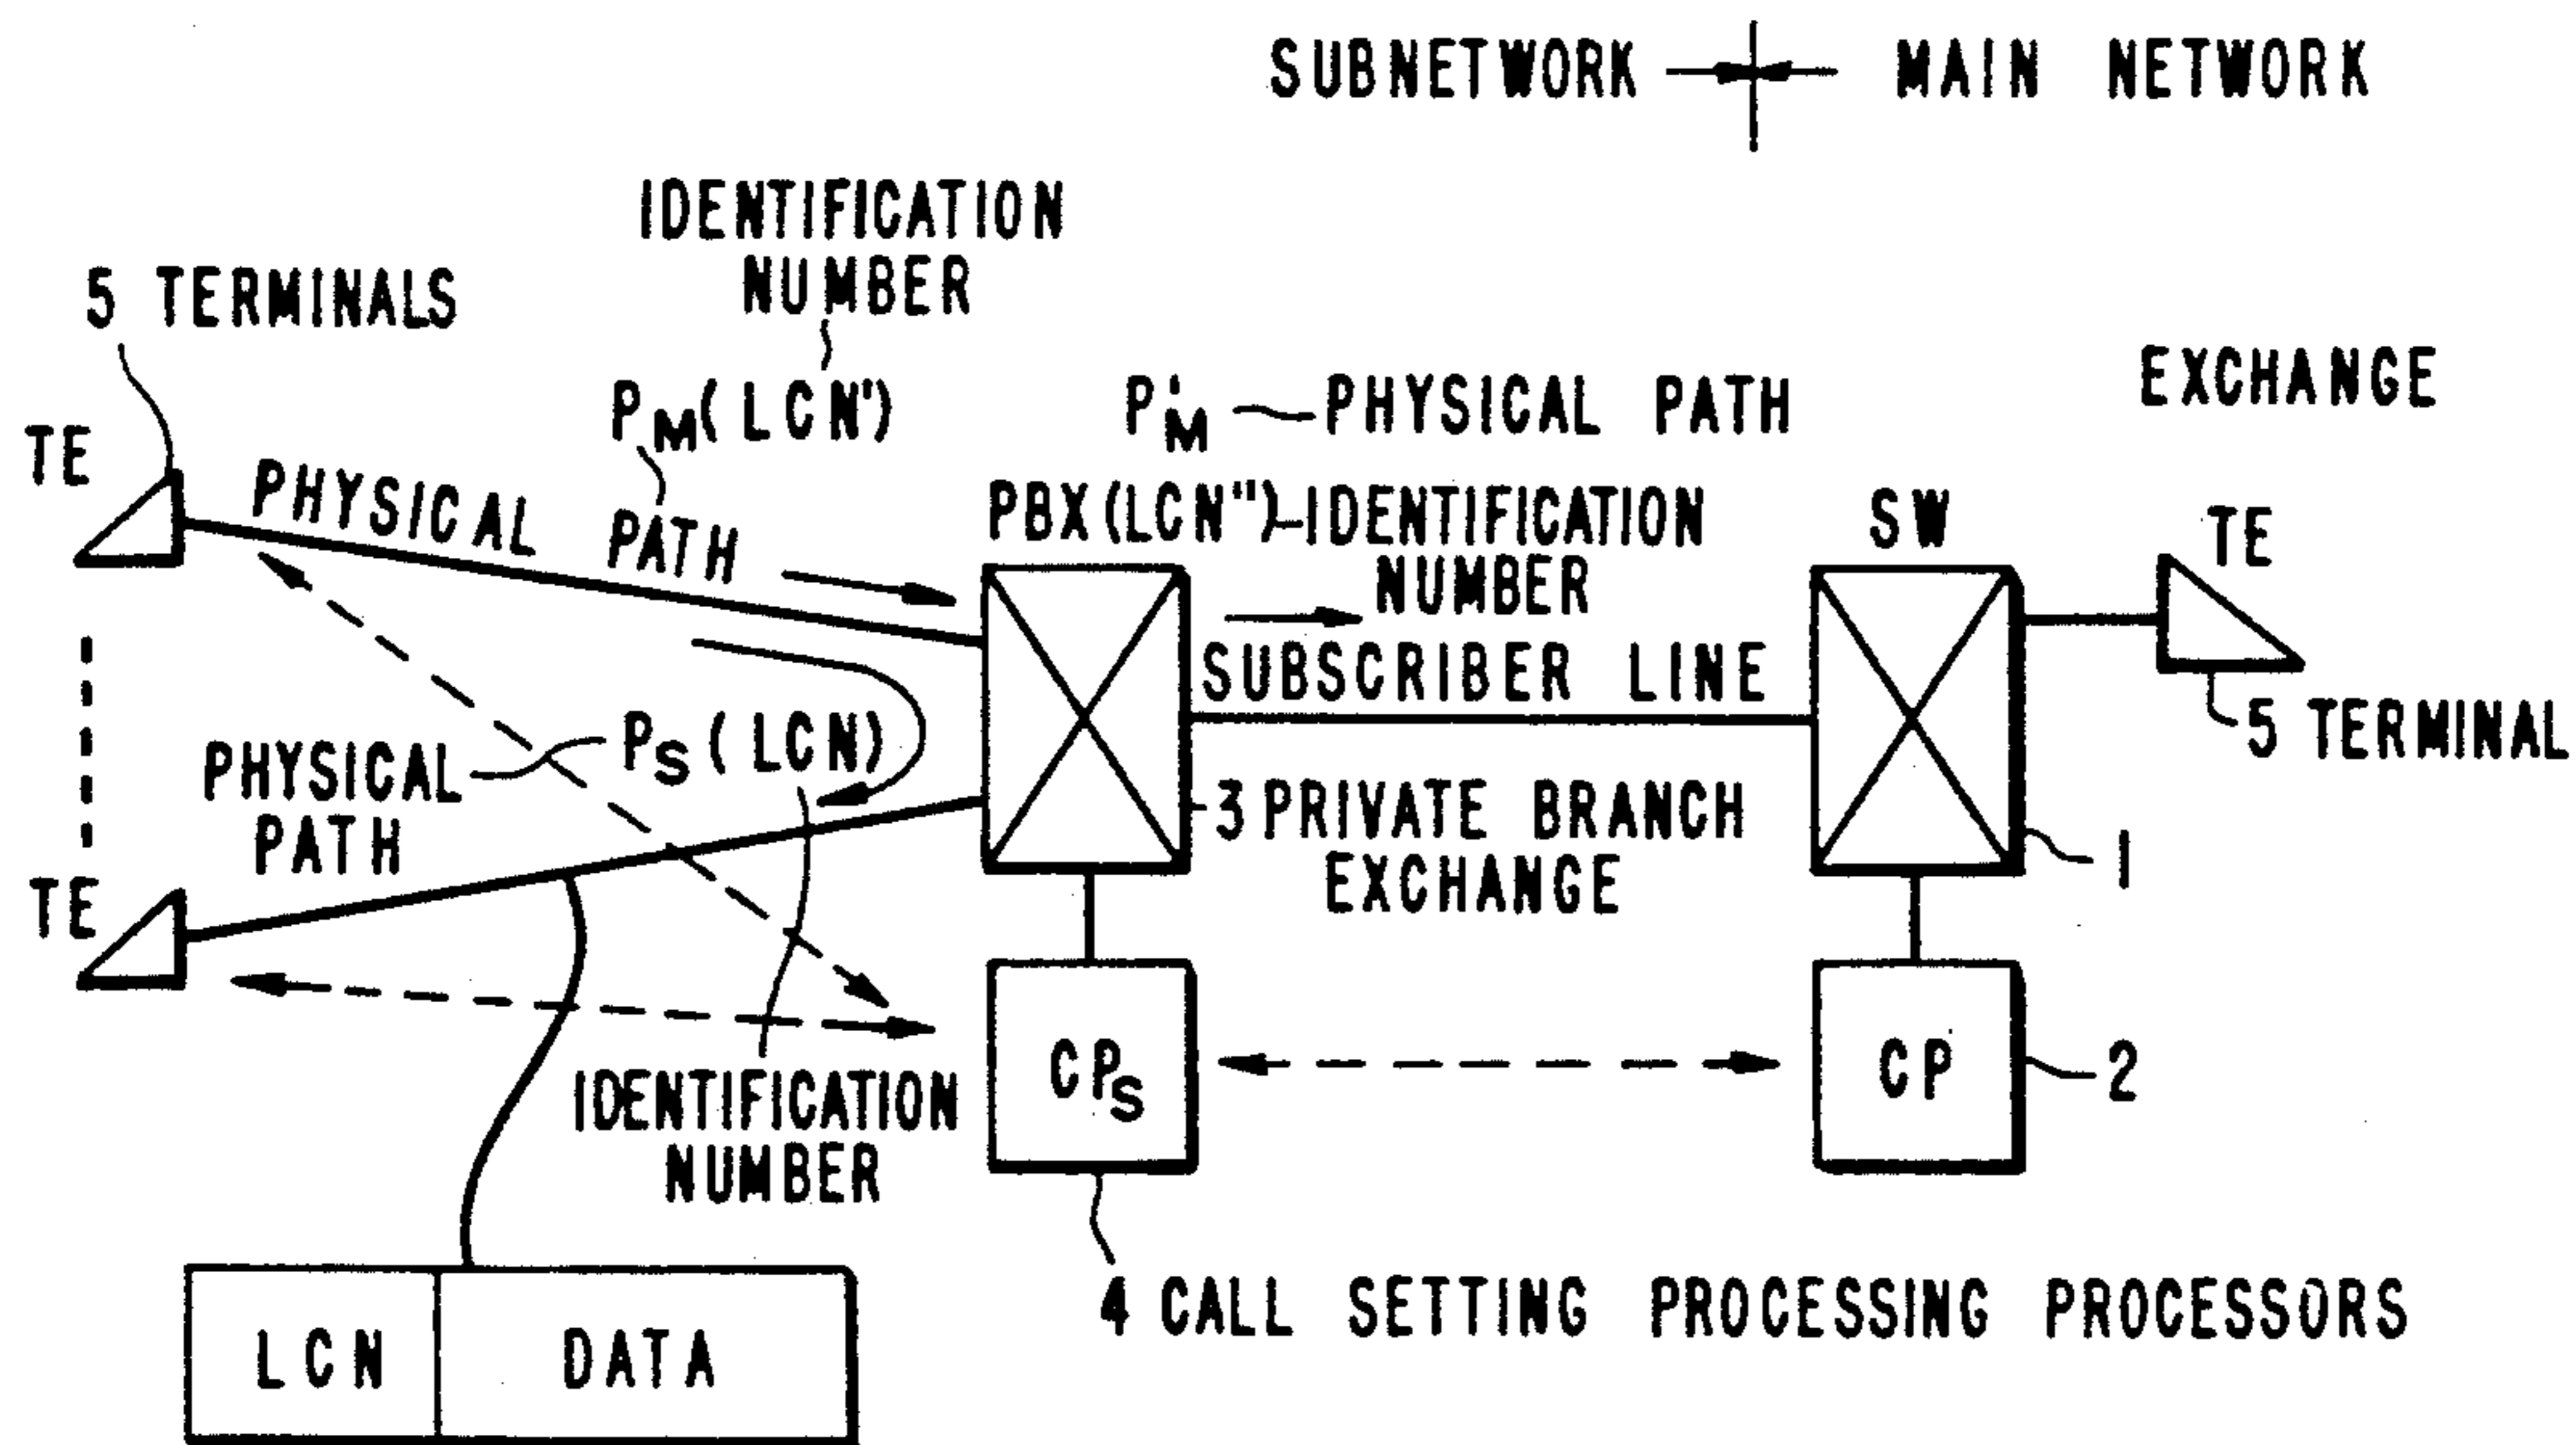 SUBNETWORK
MAIN NETWORK
IDENTIFICATION
NUMBER
5 TERMINALS
EXCHANGE
PM(LCN')
P'M
PHYSICAL PATH
TE
PHYSICAL PATH
PBX(LCN")
IDENTIFICATION
NUMBER
SW
TE
SUBSCRIBER LINE
5 TERMINAL
PS(LCN)
PHYSICAL
PATH
3 PRIVATE BRANCH
EXCHANGE
1
TE
CPS
CP
2
IDENTIFICATION
NUMBER
4 CALL SETTING PROCESSING PROCESSORS
LCN
DATA